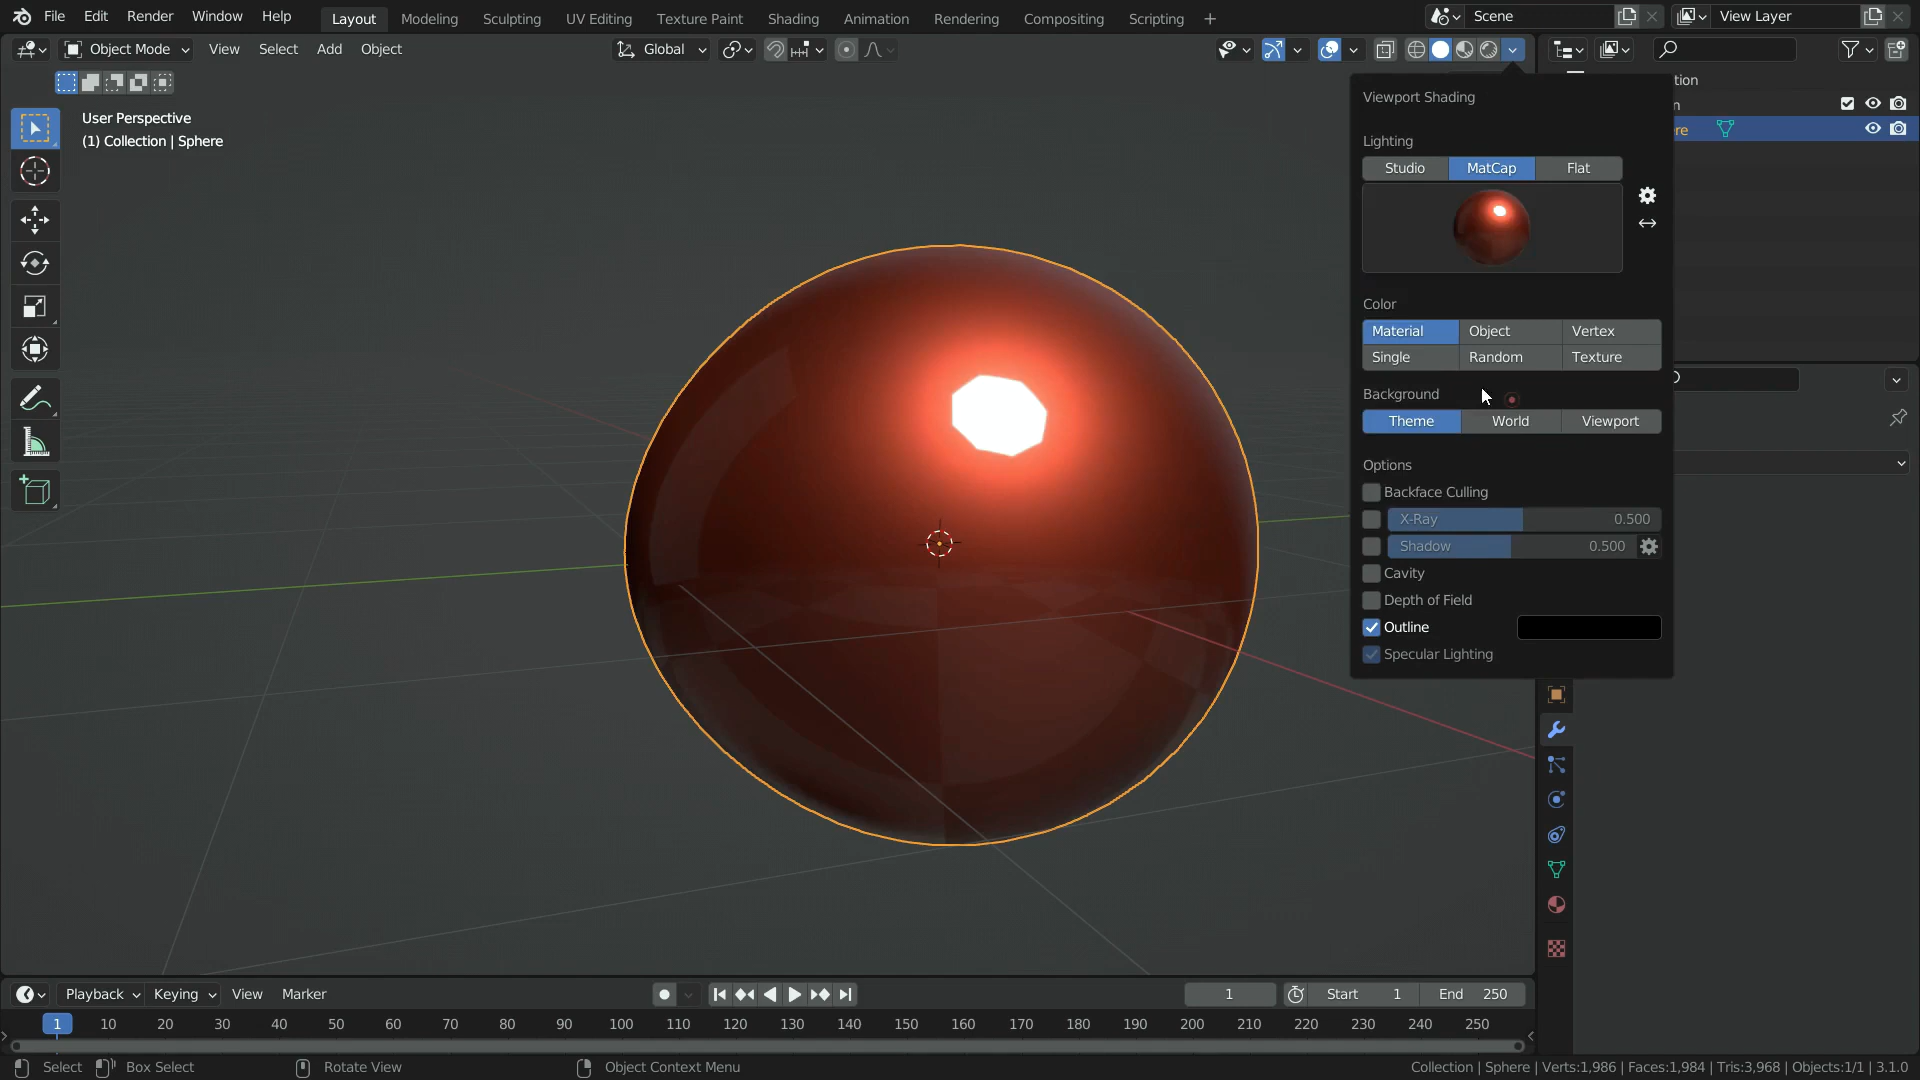 File Edit Render Window Help Layout Modeling Sculpting UV Editing Texture Paint Shading Animation Rendering Compositing Scripting + Scene View Layer
Object Mode View Select Add Object Global
User Perspective
(1) Collection | Sphere
Viewport Shading
Lighting
Studio MatCap Flat
Color
Material Object Vertex
Single Random Texture
Background
Theme World Viewport
Options
Backface Culling
X-Ray 0.500
Shadow 0.500
Cavity
Depth of Field
Outline
Specular Lighting
tion
n
re
Playback Keying View Marker 1 Start 1 End 250
1 10 20 30 40 50 60 70 80 90 100 110 120 130 140 150 160 170 180 190 200 210 220 230 240 250
Select Box Select Rotate View Object Context Menu Collection | Sphere | Verts:1,986 | Faces:1,984 | Tris:3,968 | Objects:1/1 | 3.1.0